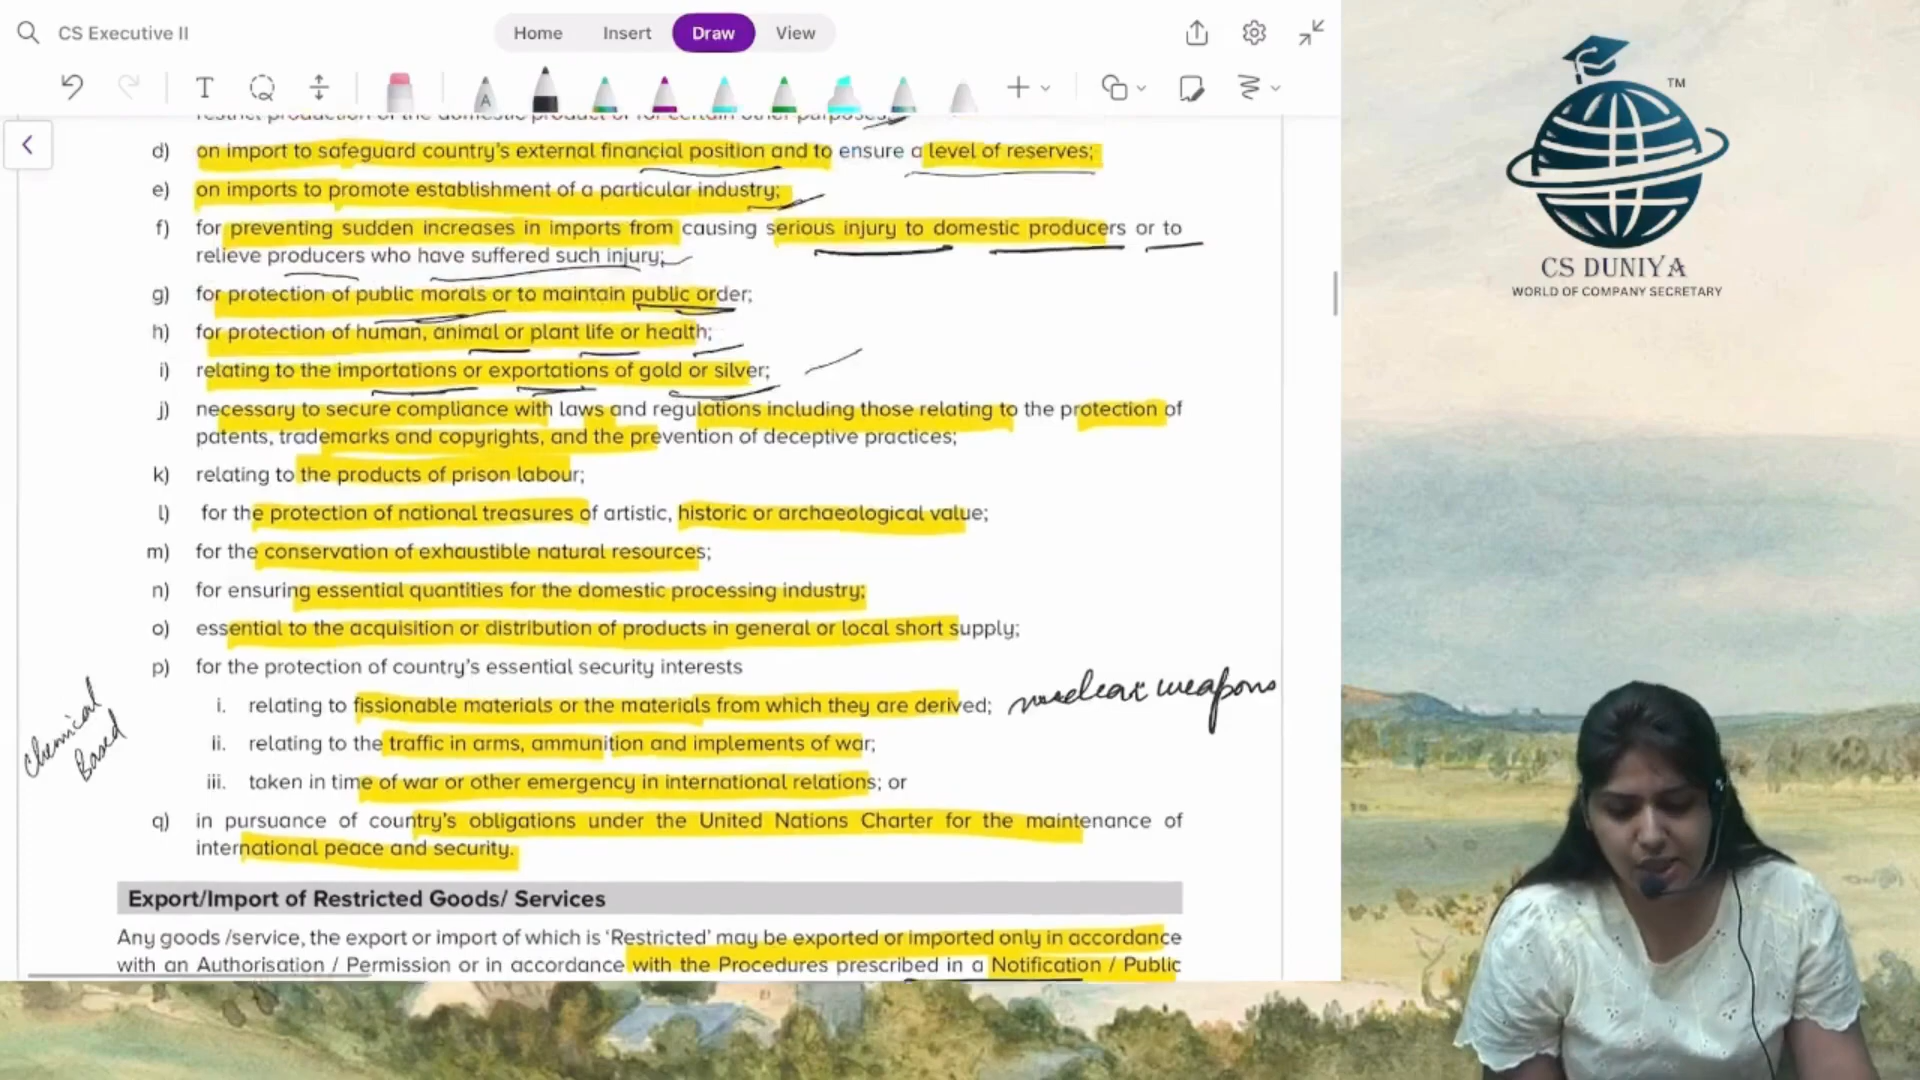 CS Executive II
Home
Insert
Draw
View
restrict production of the domestic product or for certain other purposes;
d) on import to safeguard country's external financial position and to ensure a level of reserves;
e) on imports to promote establishment of a particular industry;
f) for preventing sudden increases in imports from causing serious injury to domestic producers or to
relieve producers who have suffered such injury;
g) for protection of public morals or to maintain public order;
h) for protection of human, animal or plant life or health;
i) relating to the importations or exportations of gold or silver;
j) necessary to secure compliance with laws and regulations including those relating to the protection of
patents, trademarks and copyrights, and the prevention of deceptive practices;
k) relating to the products of prison labour;
l) for the protection of national treasures of artistic, historic or archaeological value;
m) for the conservation of exhaustible natural resources;
n) for ensuring essential quantities for the domestic processing industry;
o) essential to the acquisition or distribution of products in general or local short supply;
p) for the protection of country's essential security interests
i. relating to fissionable materials or the materials from which they are derived; nuclear weapons
ii. relating to the traffic in arms, ammunition and implements of war;
Chemical
Based
iii. taken in time of war or other emergency in international relations; or
q) in pursuance of country's obligations under the United Nations Charter for the maintenance of
international peace and security.
Export/Import of Restricted Goods/ Services
Any goods /service, the export or import of which is 'Restricted' may be exported or imported only in accordance
with an Authorisation / Permission or in accordance with the Procedures prescribed in a Notification / Public
TM
CS DUNIYA
WORLD OF COMPANY SECRETARY
A